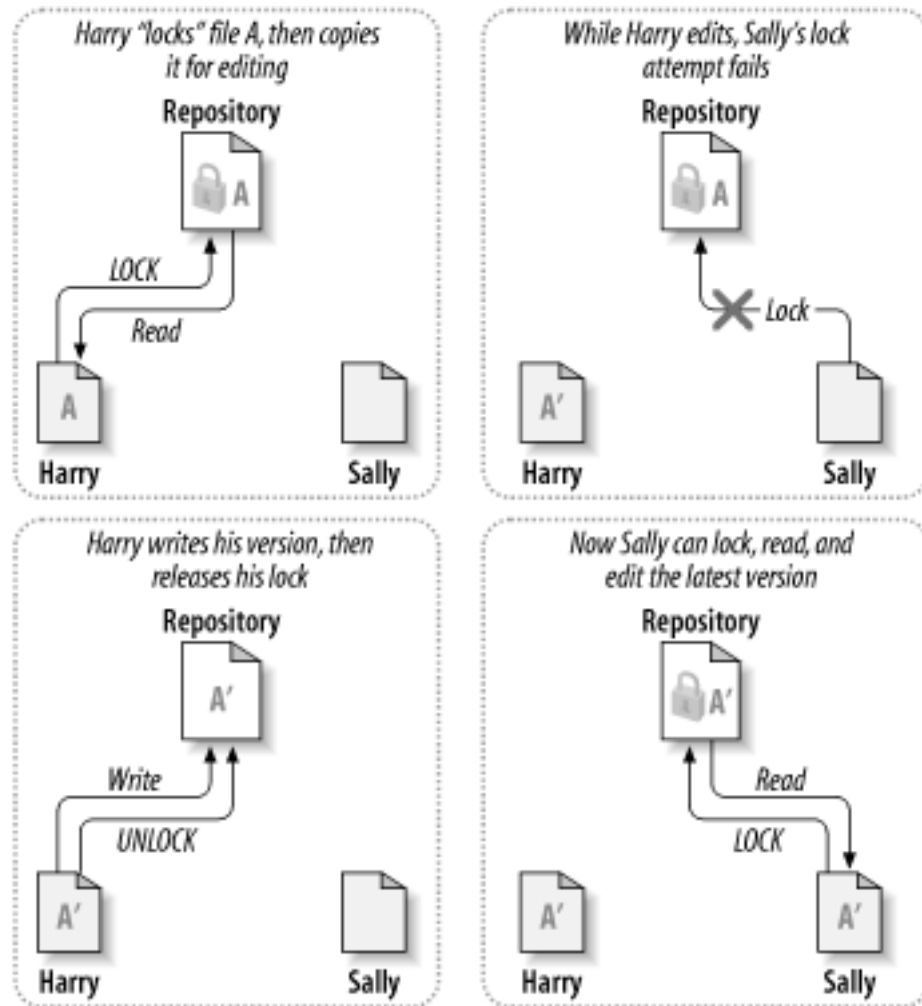 Harry “locks” file A, then copies
it for editing
Repository
A
LOCK
Read
A
Harry
Sally
While Harry edits, Sally’s lock
attempt fails
Repository
A
Lock
A′
Harry
Sally
Harry writes his version, then
releases his lock
Repository
A′
Write
UNLOCK
A′
Harry
Sally
Now Sally can lock, read, and
edit the latest version
Repository
A′
Read
LOCK
A′
A′
Harry
Sally